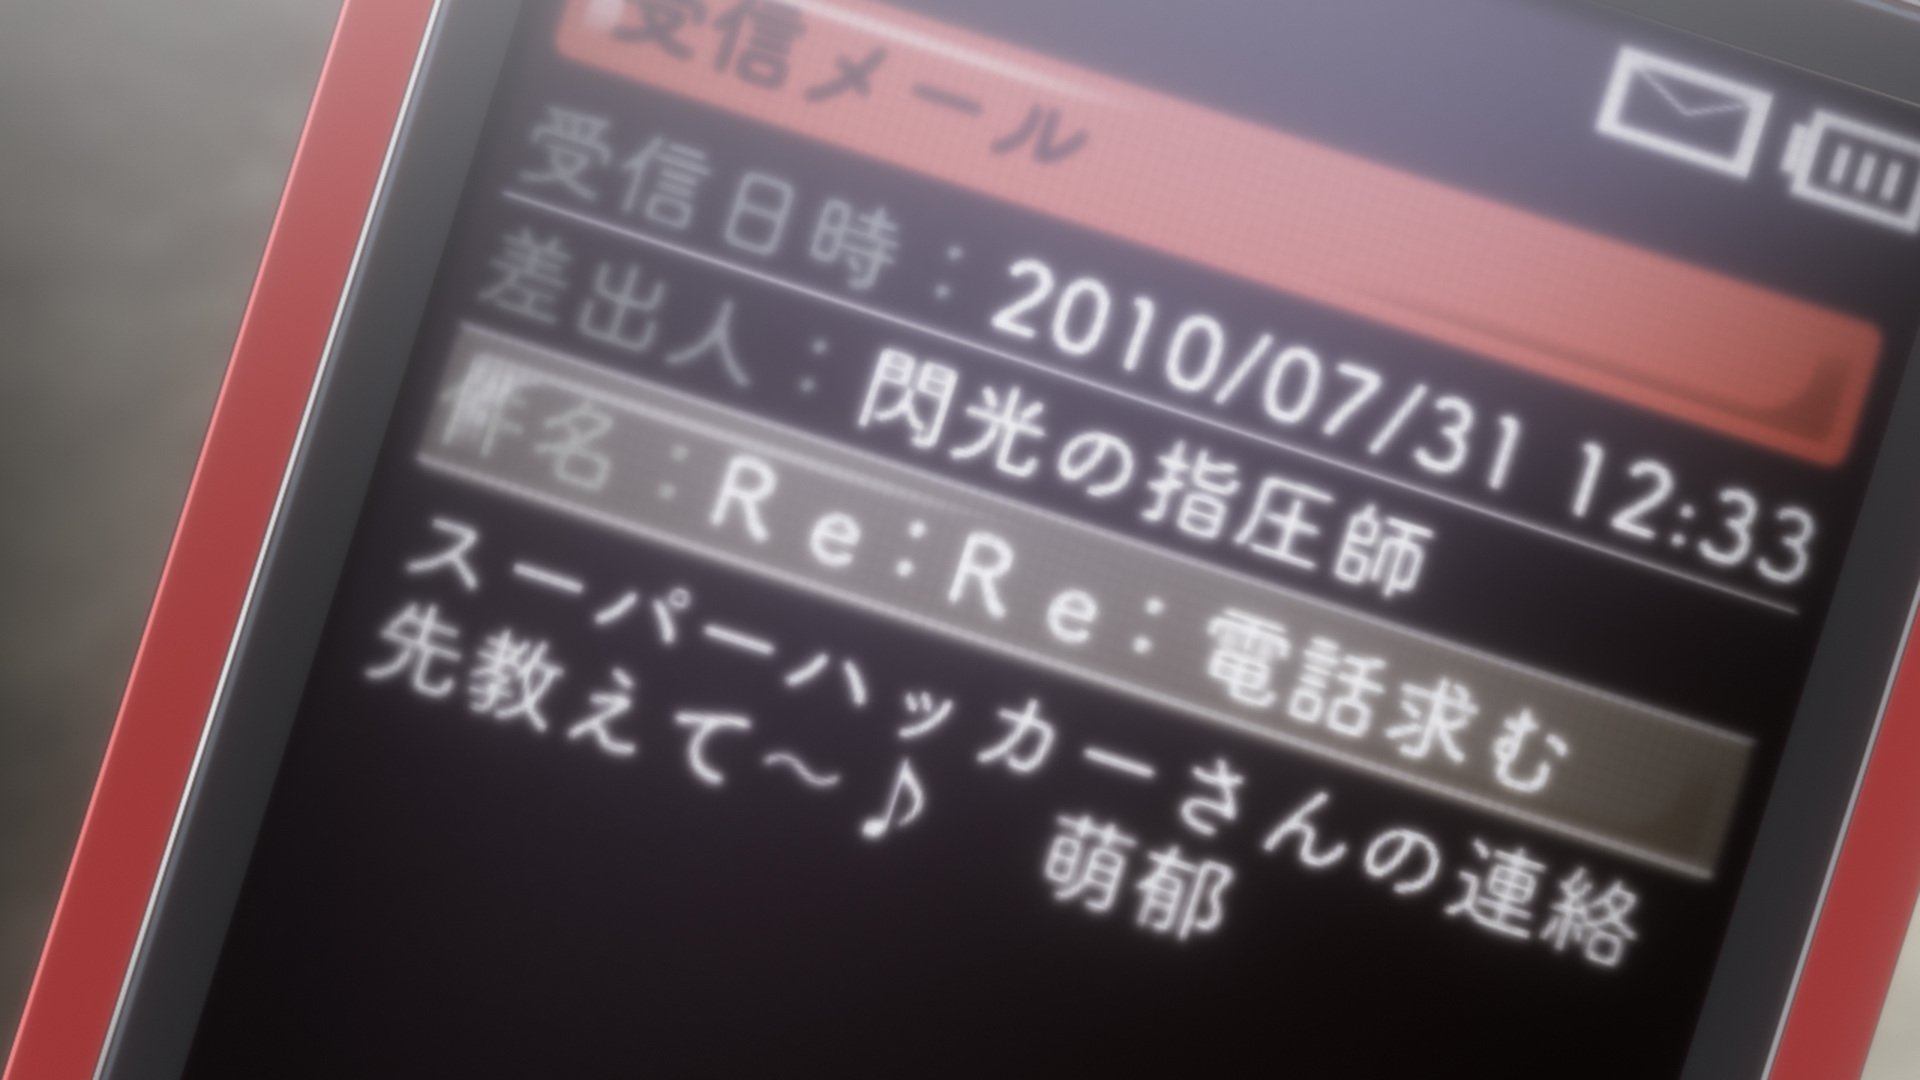 受信メール
受信日時：2010/07/31 12:33
差出人：閃光の指圧師
件名：Re：Re：電話求む
スーパーハッカーさんの連絡
先教えて～♪　萌郁